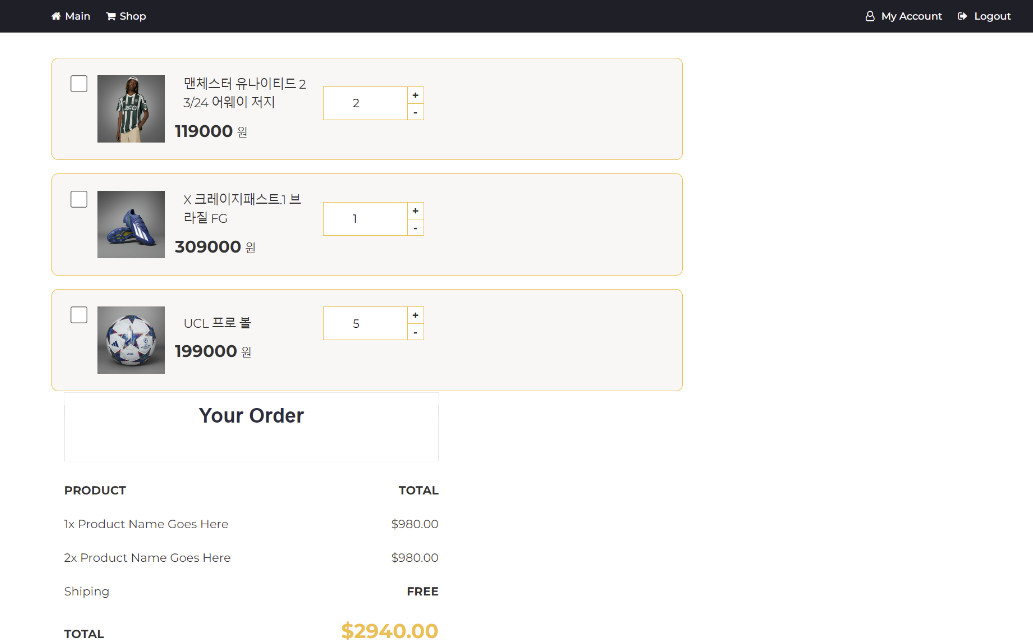 Main Shop My Account Logout
맨체스터 유나이티드 2
3/24 어웨이 저지
119000 원
2
+
-
X 크레이지패스트.1 브
라질 FG
309000 원
1
+
-
UCL 프로 볼
199000 원
5
+
-
Your Order
PRODUCT TOTAL
1x Product Name Goes Here $980.00
2x Product Name Goes Here $980.00
Shiping FREE
TOTAL $2940.00